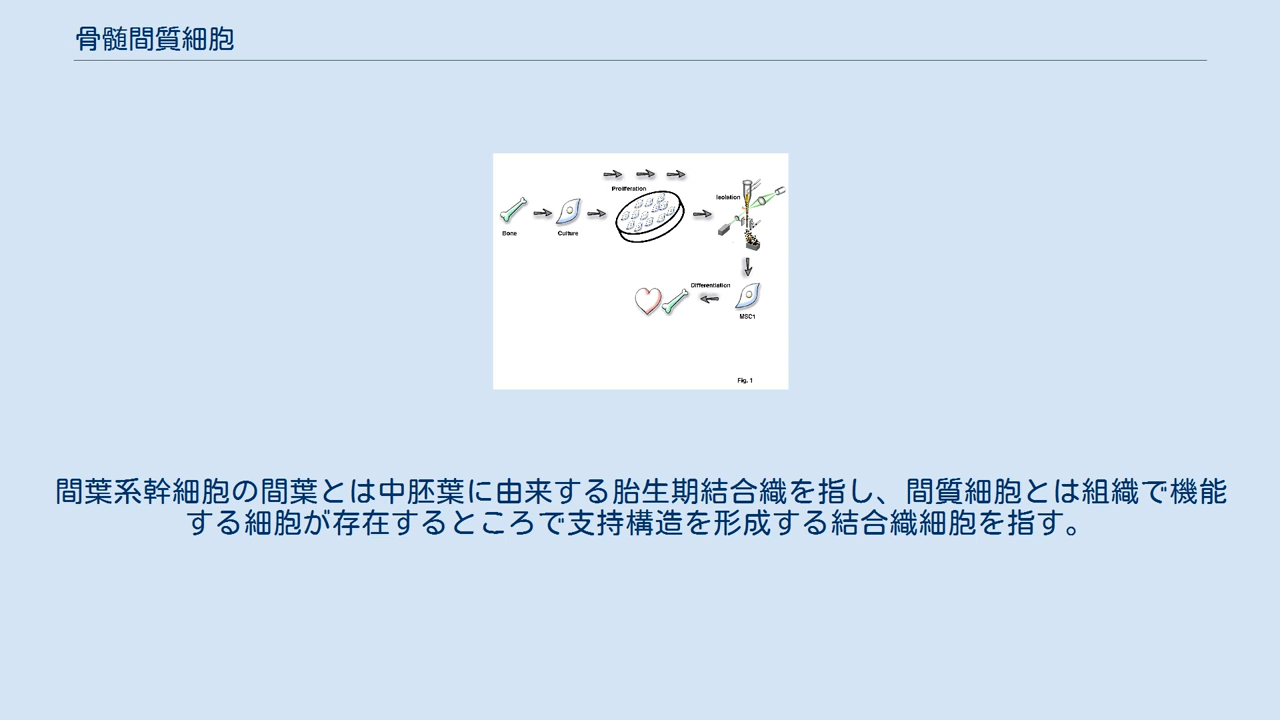 骨髄間質細胞
Proliferation
Isolation
Bone
Culture
Differentiation
MSC1
Fig. 1
間葉系幹細胞の間葉とは中胚葉に由来する胎生期結合織を指し、間質細胞とは組織で機能
する細胞が存在するところで支持構造を形成する結合織細胞を指す。